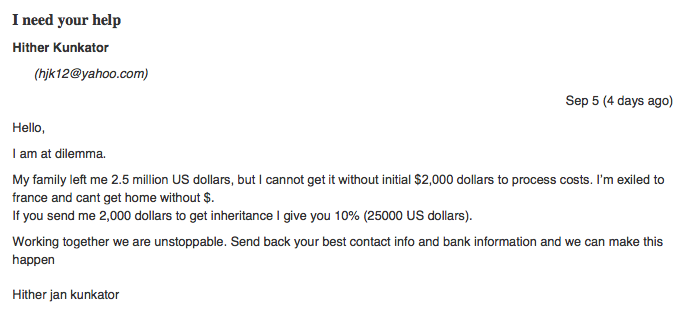 I need your help
Hither Kunkator
(hjk12@yahoo.com)
Sep 5 (4 days ago)
Hello,
I am at dilemma.
My family left me 2.5 million US dollars, but I cannot get it without initial $2,000 dollars to process costs. I'm exiled to
france and cant get home without $.
If you send me 2,000 dollars to get inheritance I give you 10% (25000 US dollars).
Working together we are unstoppable. Send back your best contact info and bank information and we can make this
happen
Hither jan kunkator